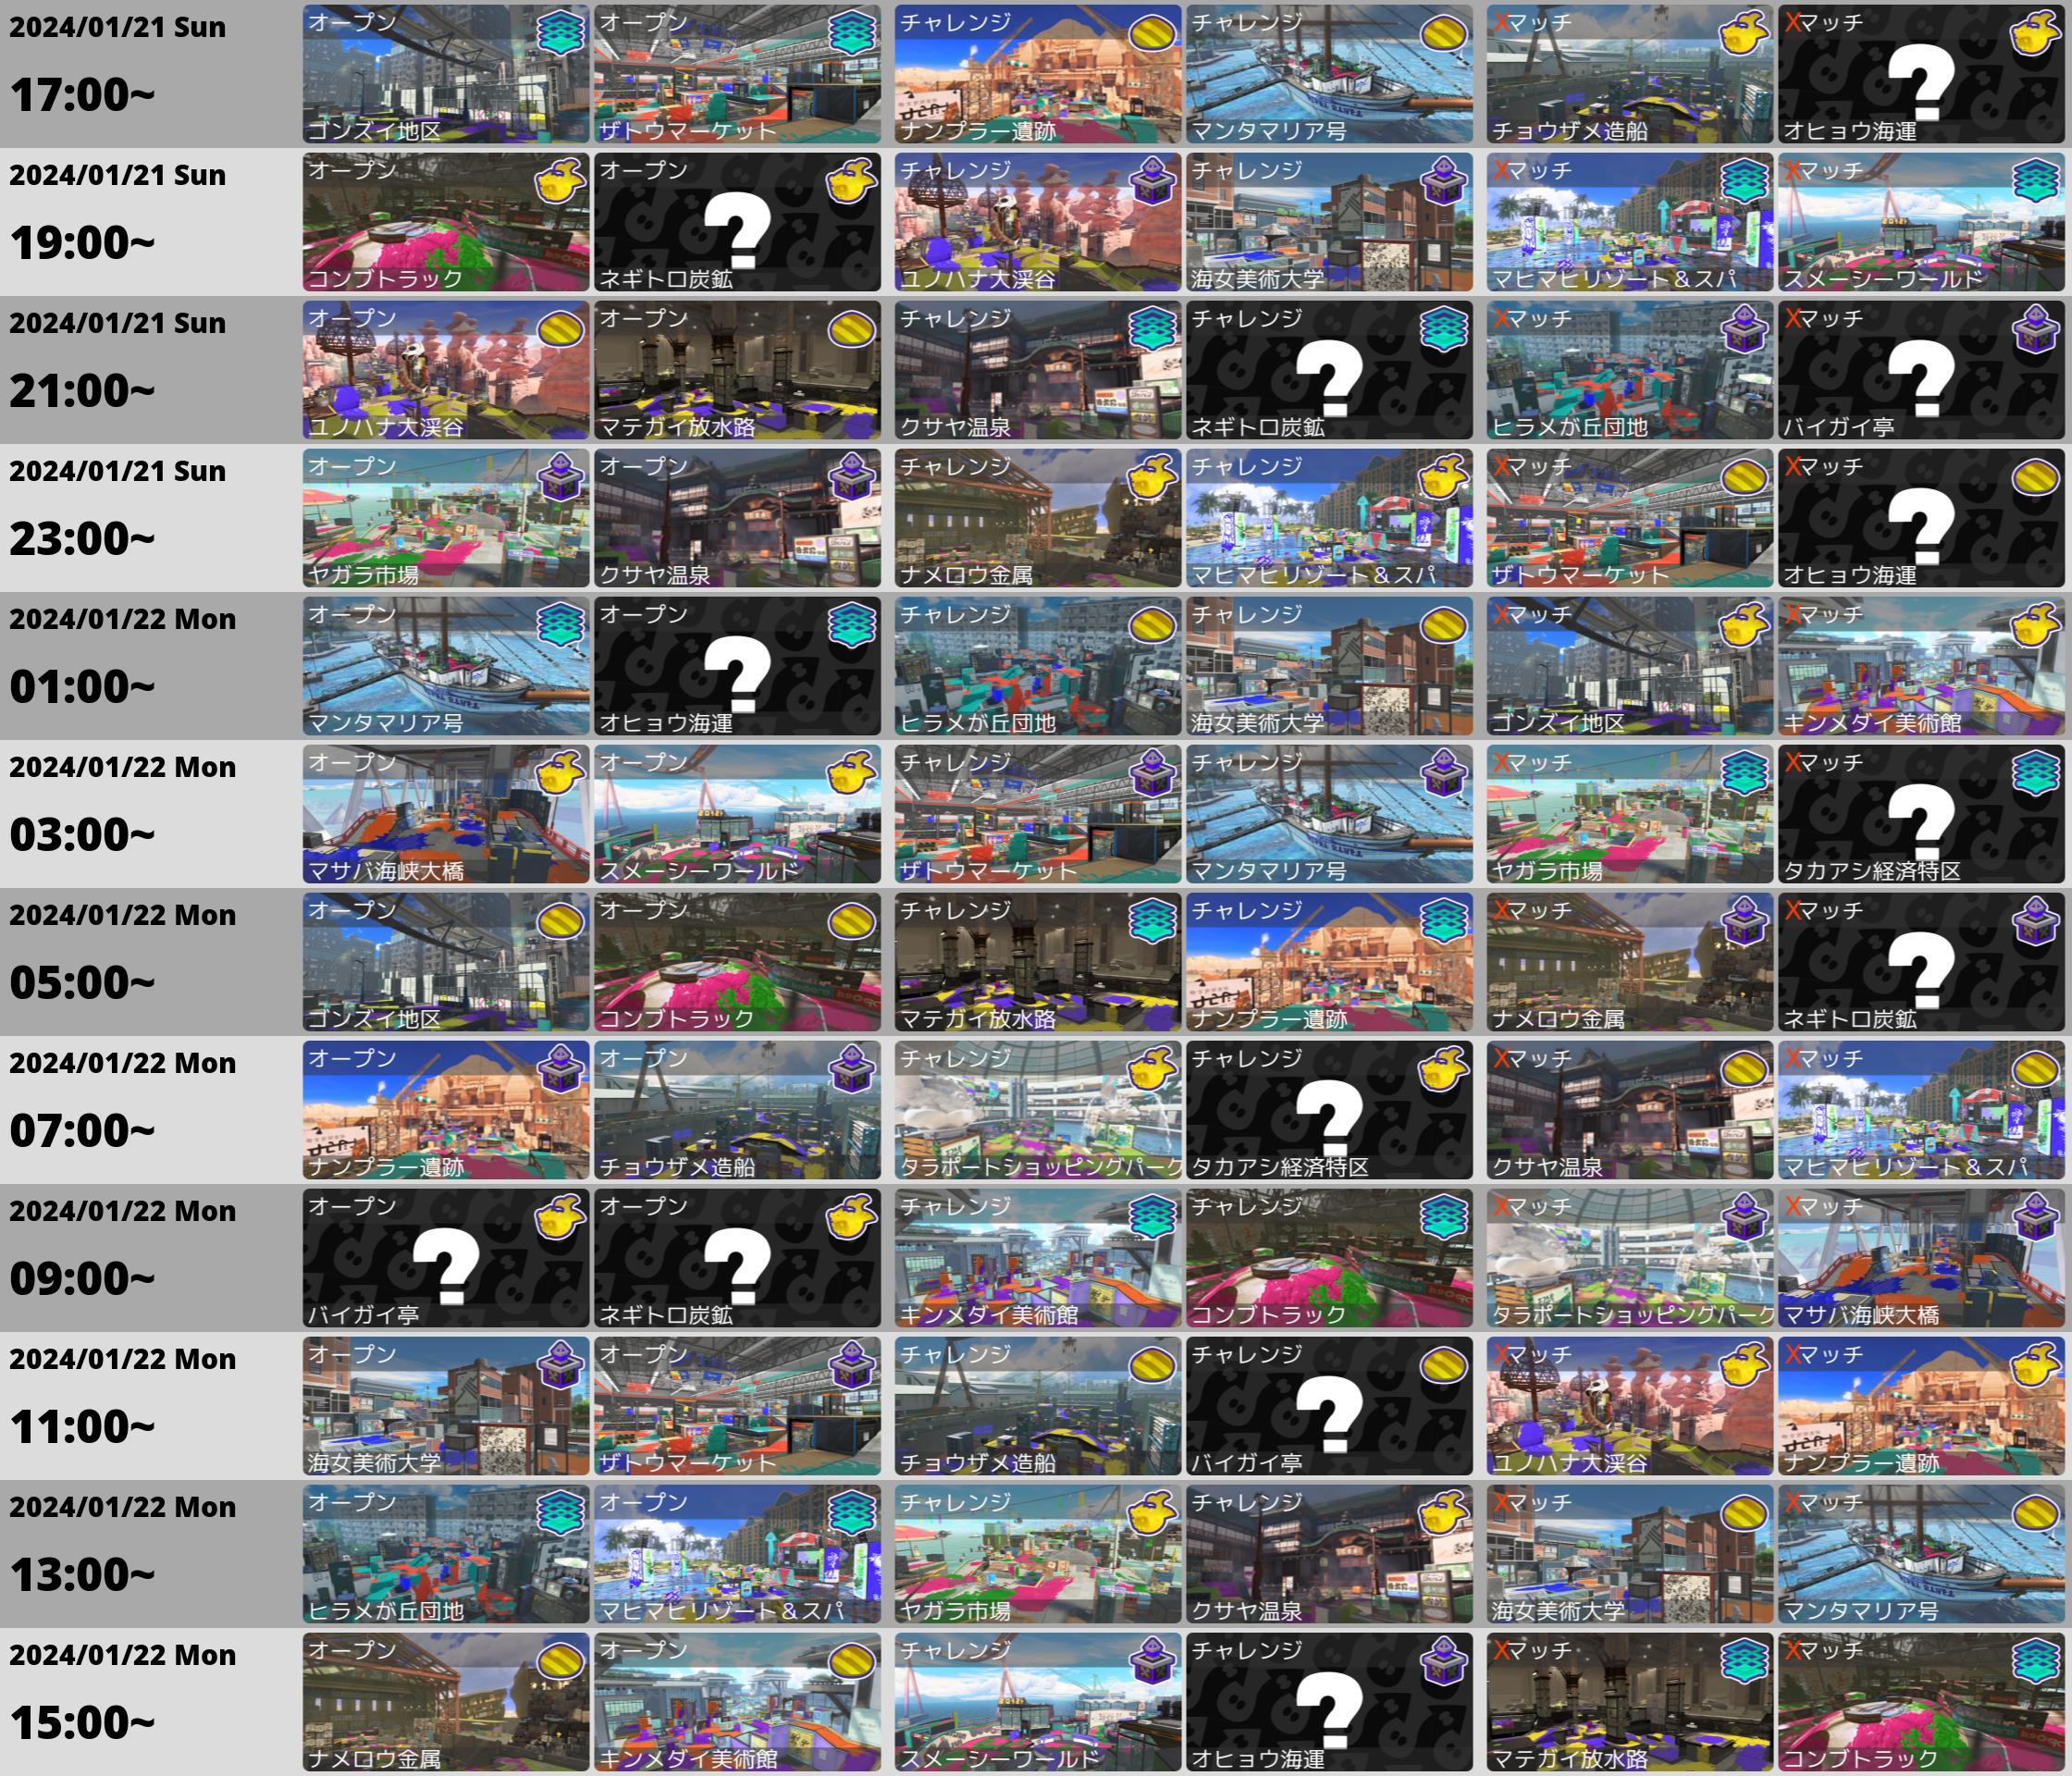 2024/01/21 Sun
17:00~
オープン
ゴンズイ地区
オープン
ザトウマーケット
チャレンジ
ナンプラー遺跡
チャレンジ
マンタマリア号
Xマッチ
チョウザメ造船
Xマッチ
オヒョウ海運
2024/01/21 Sun
19:00~
オープン
コンブトラック
オープン
ネギトロ炭鉱
チャレンジ
ユノハナ大渓谷
チャレンジ
海女美術大学
Xマッチ
マヒマヒリゾート&スパ
Xマッチ
スメーシーワールド
2024/01/21 Sun
21:00~
オープン
ユノハナ大渓谷
オープン
マテガイ放水路
チャレンジ
クサヤ温泉
チャレンジ
ネギトロ炭鉱
Xマッチ
ヒラメが丘団地
Xマッチ
バイガイ亭
2024/01/21 Sun
23:00~
オープン
ヤガラ市場
オープン
クサヤ温泉
チャレンジ
ナメロウ金属
チャレンジ
マヒマヒリゾート&スパ
Xマッチ
ザトウマーケット
Xマッチ
オヒョウ海運
2024/01/22 Mon
01:00~
オープン
マンタマリア号
オープン
オヒョウ海運
チャレンジ
ヒラメが丘団地
チャレンジ
海女美術大学
Xマッチ
ゴンズイ地区
Xマッチ
キンメダイ美術館
2024/01/22 Mon
03:00~
オープン
マサバ海峡大橋
オープン
スメーシーワールド
チャレンジ
ザトウマーケット
チャレンジ
マンタマリア号
Xマッチ
ヤガラ市場
Xマッチ
タカアシ経済特区
2024/01/22 Mon
05:00~
オープン
ゴンズイ地区
オープン
コンブトラック
チャレンジ
マテガイ放水路
チャレンジ
ナンプラー遺跡
Xマッチ
ナメロウ金属
Xマッチ
ネギトロ炭鉱
2024/01/22 Mon
07:00~
オープン
ナンプラー遺跡
オープン
チョウザメ造船
チャレンジ
タラポートショッピングパーク
チャレンジ
タカアシ経済特区
Xマッチ
クサヤ温泉
Xマッチ
マヒマヒリゾート&スパ
2024/01/22 Mon
09:00~
オープン
バイガイ亭
オープン
ネギトロ炭鉱
チャレンジ
キンメダイ美術館
チャレンジ
コンブトラック
Xマッチ
タラポートショッピングパーク
Xマッチ
マサバ海峡大橋
2024/01/22 Mon
11:00~
オープン
海女美術大学
オープン
ザトウマーケット
チャレンジ
チョウザメ造船
チャレンジ
バイガイ亭
Xマッチ
ユノハナ大渓谷
Xマッチ
ナンプラー遺跡
2024/01/22 Mon
13:00~
オープン
ヒラメが丘団地
オープン
マヒマヒリゾート&スパ
チャレンジ
ヤガラ市場
チャレンジ
クサヤ温泉
Xマッチ
海女美術大学
Xマッチ
マンタマリア号
2024/01/22 Mon
15:00~
オープン
ナメロウ金属
オープン
キンメダイ美術館
チャレンジ
スメーシーワールド
チャレンジ
オヒョウ海運
Xマッチ
マテガイ放水路
Xマッチ
コンブトラック